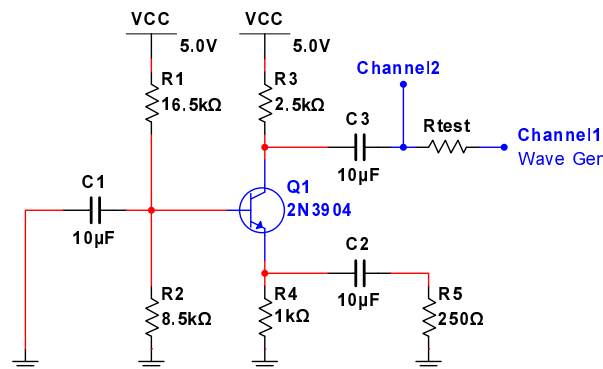 VCC
5.0V
VCC
5.0V
R1
16.5kΩ
R3
2.5kΩ
Channel2
C3
10µF
Rtest
Channel1
Wave Gen
C1
10µF
Q1
2N3904
C2
10µF
R2
8.5kΩ
R4
1kΩ
R5
250Ω